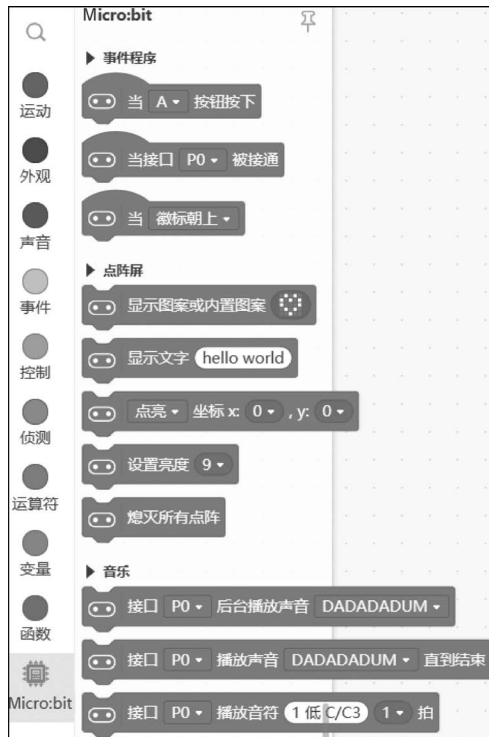 Micro:bit
事件程序
当 A 按钮按下
运动
当接口 P0 被接通
外观
当 徽标朝上
声音
点阵屏
事件
显示图案或内置图案
显示文字 hello world
控制
点亮 坐标 x: 0 , y: 0
侦测
设置亮度 9
运算符
熄灭所有点阵
变量
音乐
接口 P0 后台播放声音 DADADADUM
函数
接口 P0 播放声音 DADADADUM 直到结束
Micro:bit
接口 P0 播放音符 1 低 C/C3 1 拍